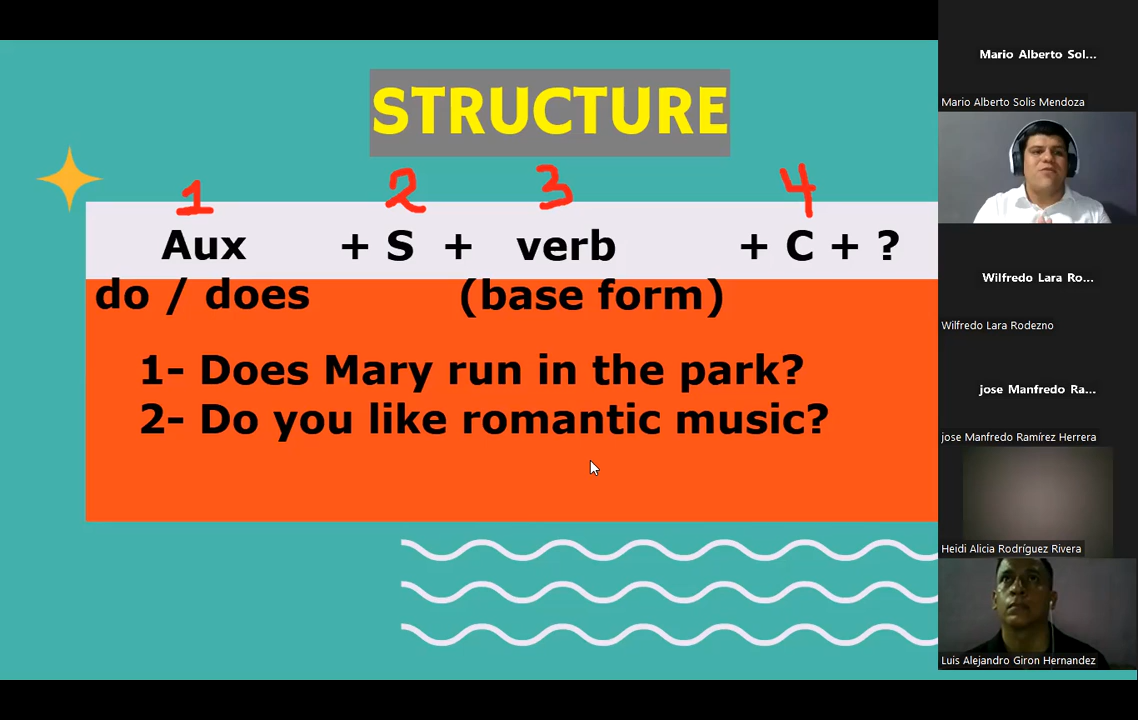 STRUCTURE
1 2 3 4
Aux + S + verb + C + ?
do / does (base form)
1- Does Mary run in the park?
2- Do you like romantic music?
Mario Alberto Sol...
Mario Alberto Solis Mendoza
Wilfredo Lara Ro...
Wilfredo Lara Rodezno
jose Manfredo Ra...
jose Manfredo Ramírez Herrera
Heidi Alicia Rodríguez Rivera
Luis Alejandro Giron Hernandez